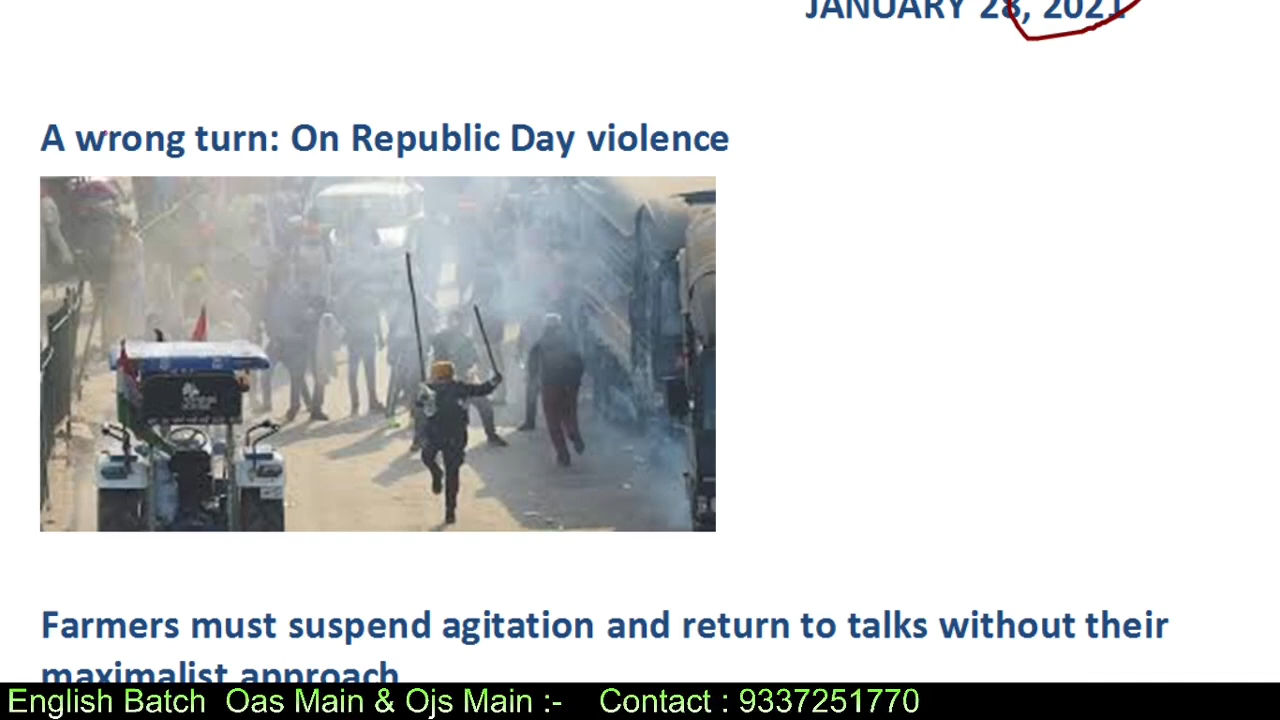 JANUARY 28, 2021
A wrong turn: On Republic Day violence
Farmers must suspend agitation and return to talks without their
maximalist approach
English Batch Oas Main & Ojs Main :- Contact : 9337251770